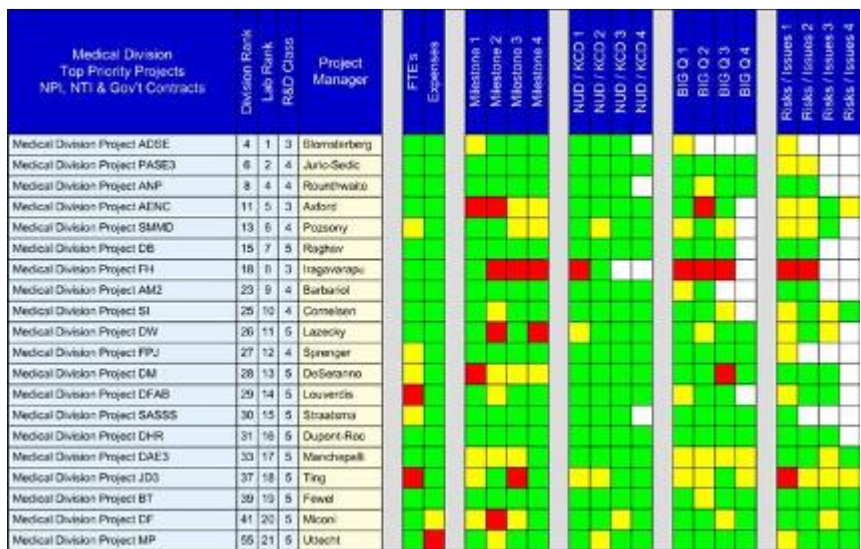 Medical Division
Top Priority Projects
NPI, NTI & Gov't Contracts
Division Rank
Lab Rank
R&D Class
Project
Manager
FTE's
Expenses
Milestone 1
Milestone 2
Milestone 3
Milestone 4
NUD / KCD 1
NUD / KCD 2
NUD / KCD 3
NUD / KCD 4
BIG Q 1
BIG Q 2
BIG Q 3
BIG Q 4
Risks / Issues 1
Risks / Issues 2
Risks / Issues 3
Risks / Issues 4
Medical Division Project ADSE 4 1 3 Blomsterberg
Medical Division Project PASE3 6 2 4 Juric-Sedic
Medical Division Project ANP 8 4 4 Rounthwaite
Medical Division Project AENC 11 5 3 Axford
Medical Division Project SMMD 13 6 4 Pozsony
Medical Division Project DB 15 7 5 Raghav
Medical Division Project FH 18 8 3 Iragavarapu
Medical Division Project AM2 23 9 4 Barbariol
Medical Division Project SI 25 10 4 Cornelsen
Medical Division Project DW 26 11 5 Lazecky
Medical Division Project FPJ 27 12 4 Sprenger
Medical Division Project DM 28 13 5 DeSeranno
Medical Division Project DFAB 29 14 5 Louverdis
Medical Division Project SASSS 30 15 5 Straatsma
Medical Division Project DHR 31 16 5 Dupont-Roc
Medical Division Project DAE3 33 17 5 Manchapelli
Medical Division Project JD3 37 18 5 Ting
Medical Division Project BT 39 19 5 Fewel
Medical Division Project DF 41 20 5 Miconi
Medical Division Project MP 55 21 5 Utecht